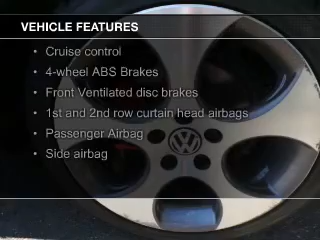 VEHICLE FEATURES
• Cruise control
• 4-wheel ABS Brakes
• Front Ventilated disc brakes
• 1st and 2nd row curtain head airbags
• Passenger Airbag
• Side airbag